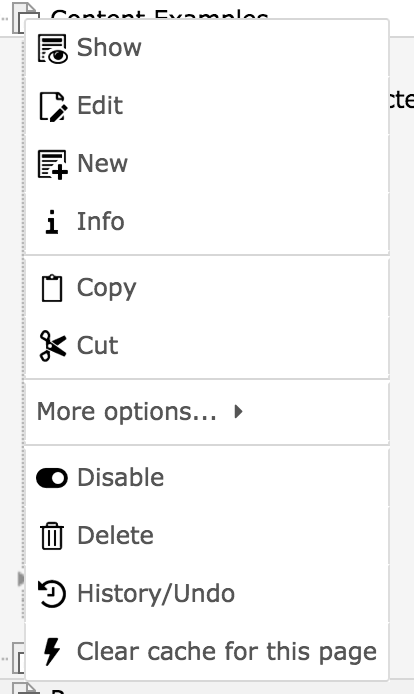 Content Examples
Show
Edit
New
Info
Copy
Cut
More options...
Disable
Delete
History/Undo
Clear cache for this page